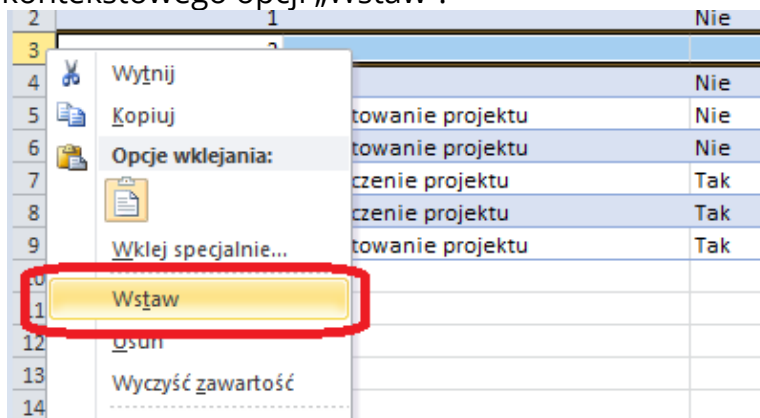 kontekstowego opcji „Wstaw”.
2 1 Nie
3
4 Wytnij Nie
5 Kopiuj towanie projektu Nie
6 Opcje wklejania: towanie projektu Nie
7 czenie projektu Tak
8 czenie projektu Tak
9 Wklej specjalnie... towanie projektu Tak
Wstaw
12 Usuń
13 Wyczyść zawartość
14